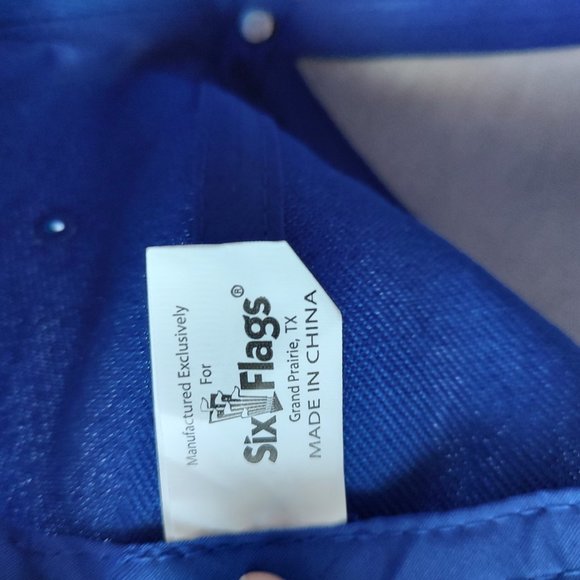 Manufactured Exclusively
For
Six Flags®
Grand Prairie, TX
MADE IN CHINA